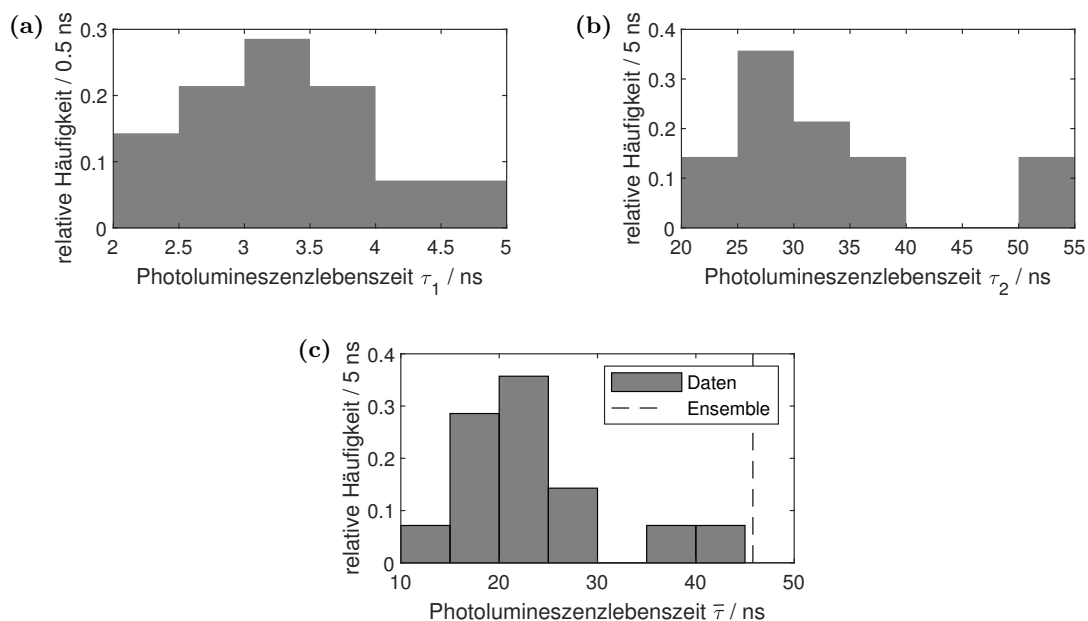 (a)
relative Häufigkeit / 0.5 ns
0.3
0.2
0.1
0
2 2.5 3 3.5 4 4.5 5
Photolumineszenzlebenszeit τ₁ / ns
(b)
relative Häufigkeit / 5 ns
0.4
0.3
0.2
0.1
0
20 25 30 35 40 45 50 55
Photolumineszenzlebenszeit τ₂ / ns
(c)
relative Häufigkeit / 5 ns
0.4
0.3
0.2
0.1
0
10 20 30 40 50
Photolumineszenzlebenszeit τ̅ / ns
Daten
Ensemble